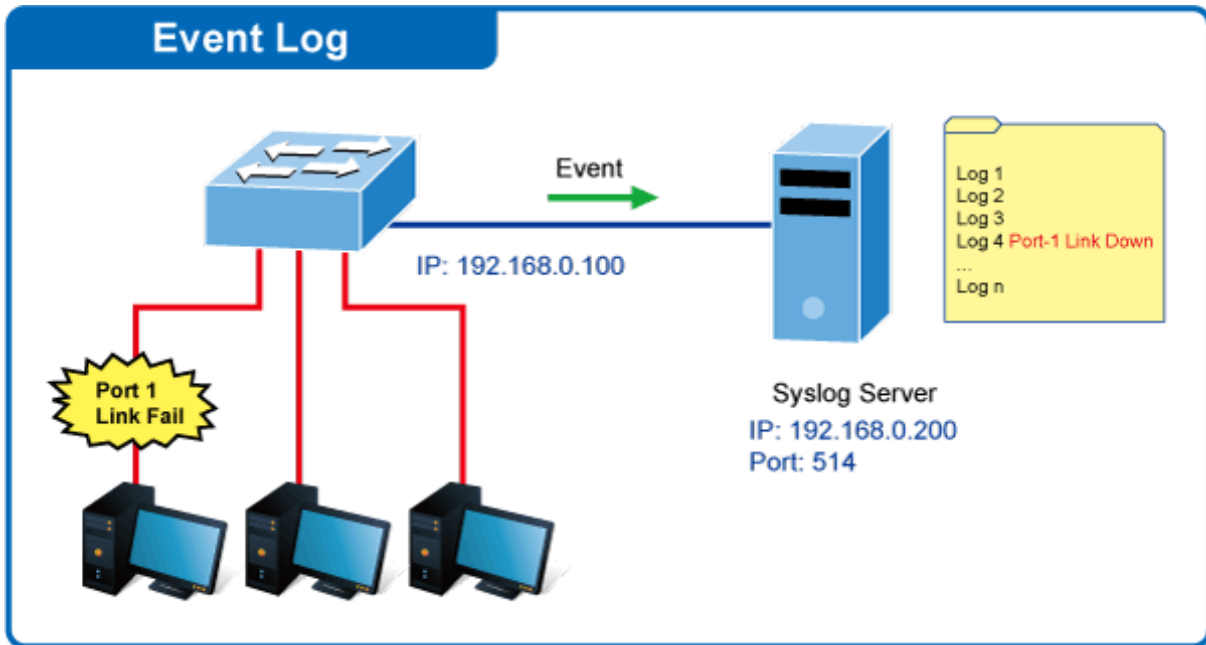 Event Log
Event
IP: 192.168.0.100
Port 1
Link Fail
Log 1
Log 2
Log 3
Log 4 Port-1 Link Down
...
Log n
Syslog Server
IP: 192.168.0.200
Port: 514